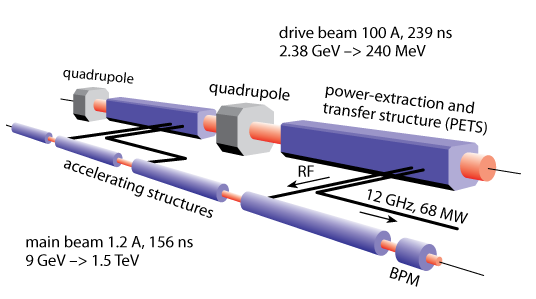 drive beam 100 A, 239 ns
2.38 GeV –> 240 MeV
quadrupole
quadrupole
power-extraction and
transfer structure (PETS)
RF
12 GHz, 68 MW
accelerating structures
main beam 1.2 A, 156 ns
9 GeV –> 1.5 TeV
BPM